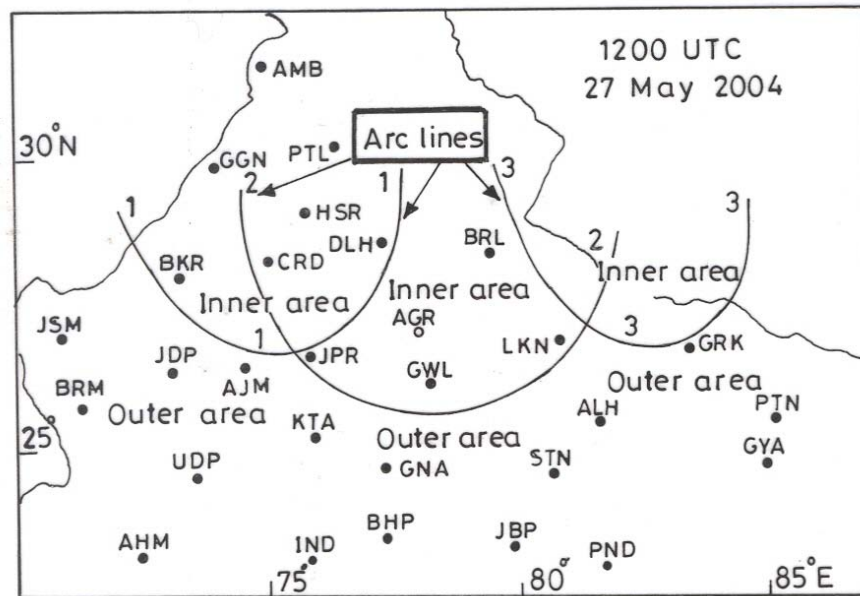 1200 UTC
27 May 2004
AMB
Arc lines
30°N
PTL
GGN
1
2
1
3
3
HSR
DLH
BRL
2
BKR
CRD
Inner area
Inner area
Inner area
JSM
AGR
1
3
LKN
GRK
JDP
AJM
JPR
GWL
BRM
Outer area
Outer area
KTA
ALH
PTN
Outer area
25°
UDP
GNA
STN
GYA
AHM
IND
BHP
JBP
PND
75
80°
85°E